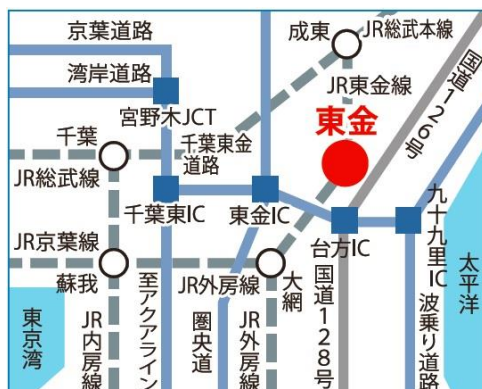 京葉道路
湾岸道路
成東
JR総武本線
JR東金線
国道126号
宮野木JCT
東金
千葉
千葉東金
道路
JR総武線
千葉東IC
東金IC
台方IC
九十九里IC
太平洋
JR京葉線
蘇我
JR外房線
大網
東京湾
JR内房線
至アクアライン
圏央道
JR外房線
国道128号
波乗り道路